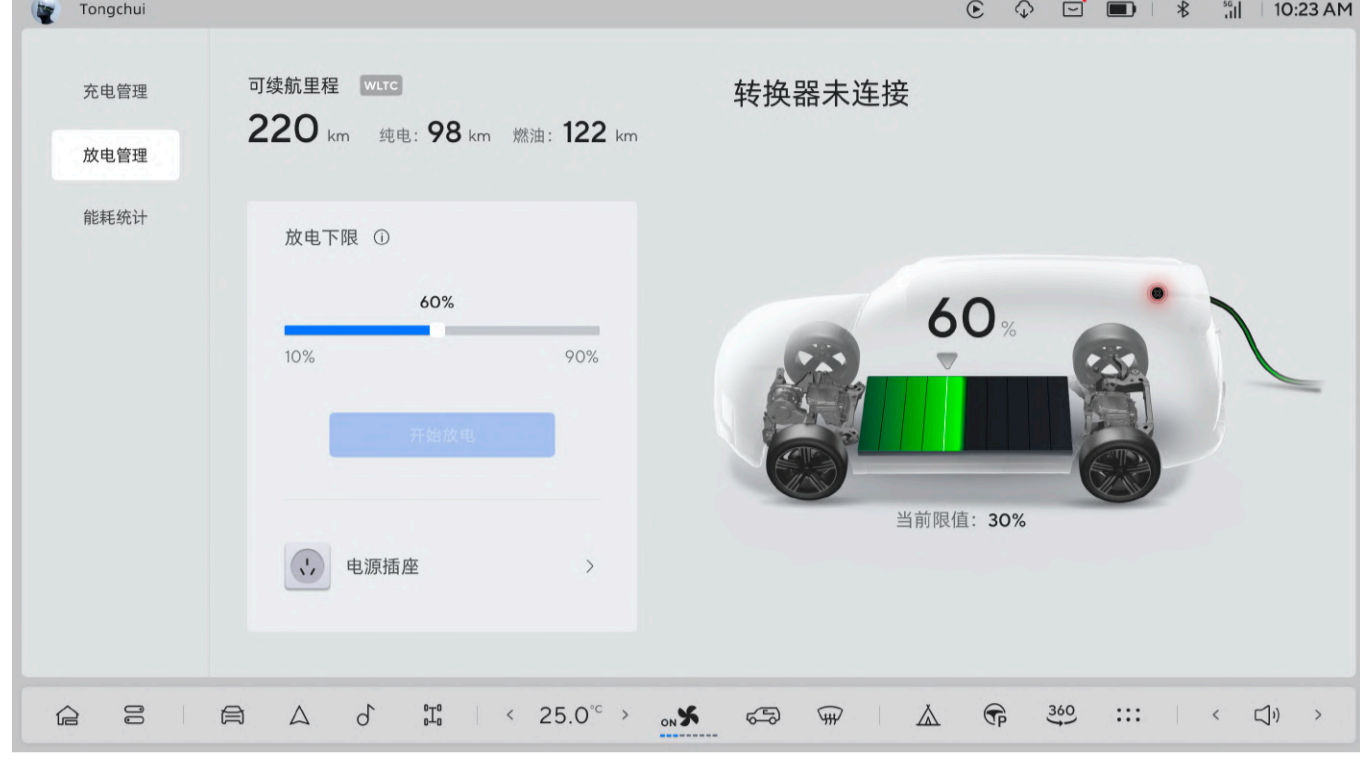 Tongchui
5G
10:23 AM
充电管理
放电管理
能耗统计
可续航里程 WLTC
220 km 纯电: 98 km 燃油: 122 km
放电下限
60%
10% 90%
开始放电
电源插座
转换器未连接
60%
当前限值: 30%
25.0°C
ON
P
360